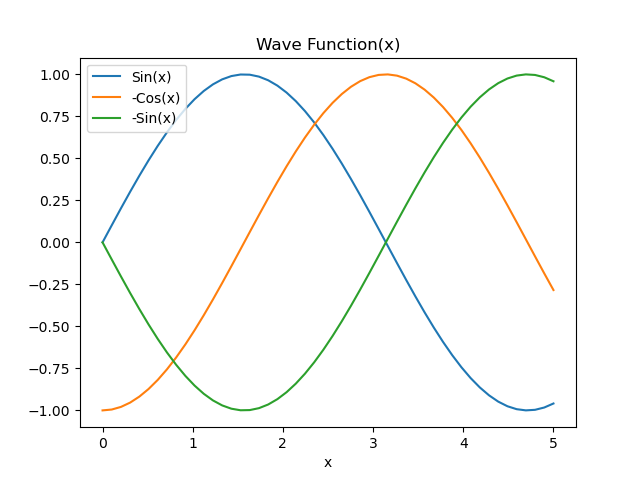 Wave Function(x)
Sin(x)
-Cos(x)
-Sin(x)
1.00
0.75
0.50
0.25
0.00
−0.25
−0.50
−0.75
−1.00
0 1 2 3 4 5
x